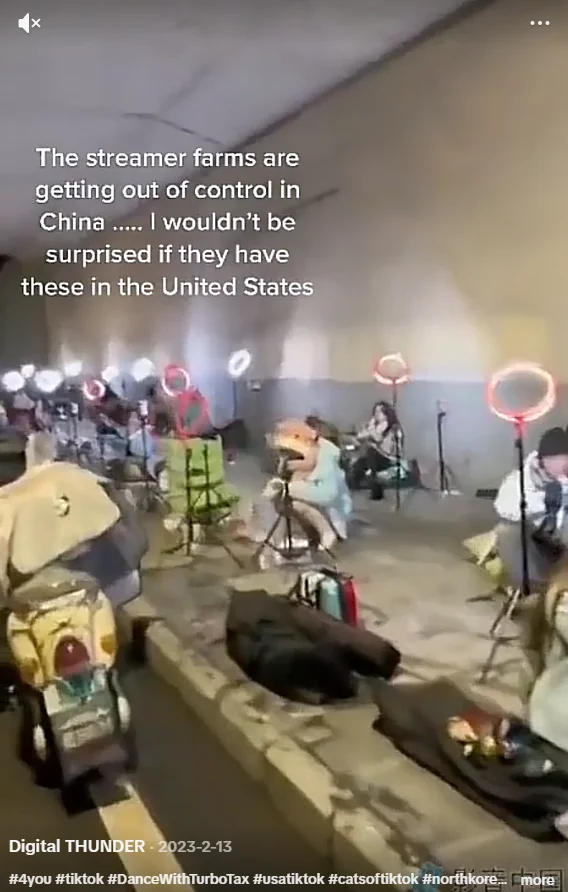 The streamer farms are
getting out of control in
China ..... I wouldn't be
surprised if they have
these in the United States
Digital THUNDER · 2023-2-13
#4you #tiktok #DanceWithTurboTax #usatiktok #catsoftiktok #northkore... more